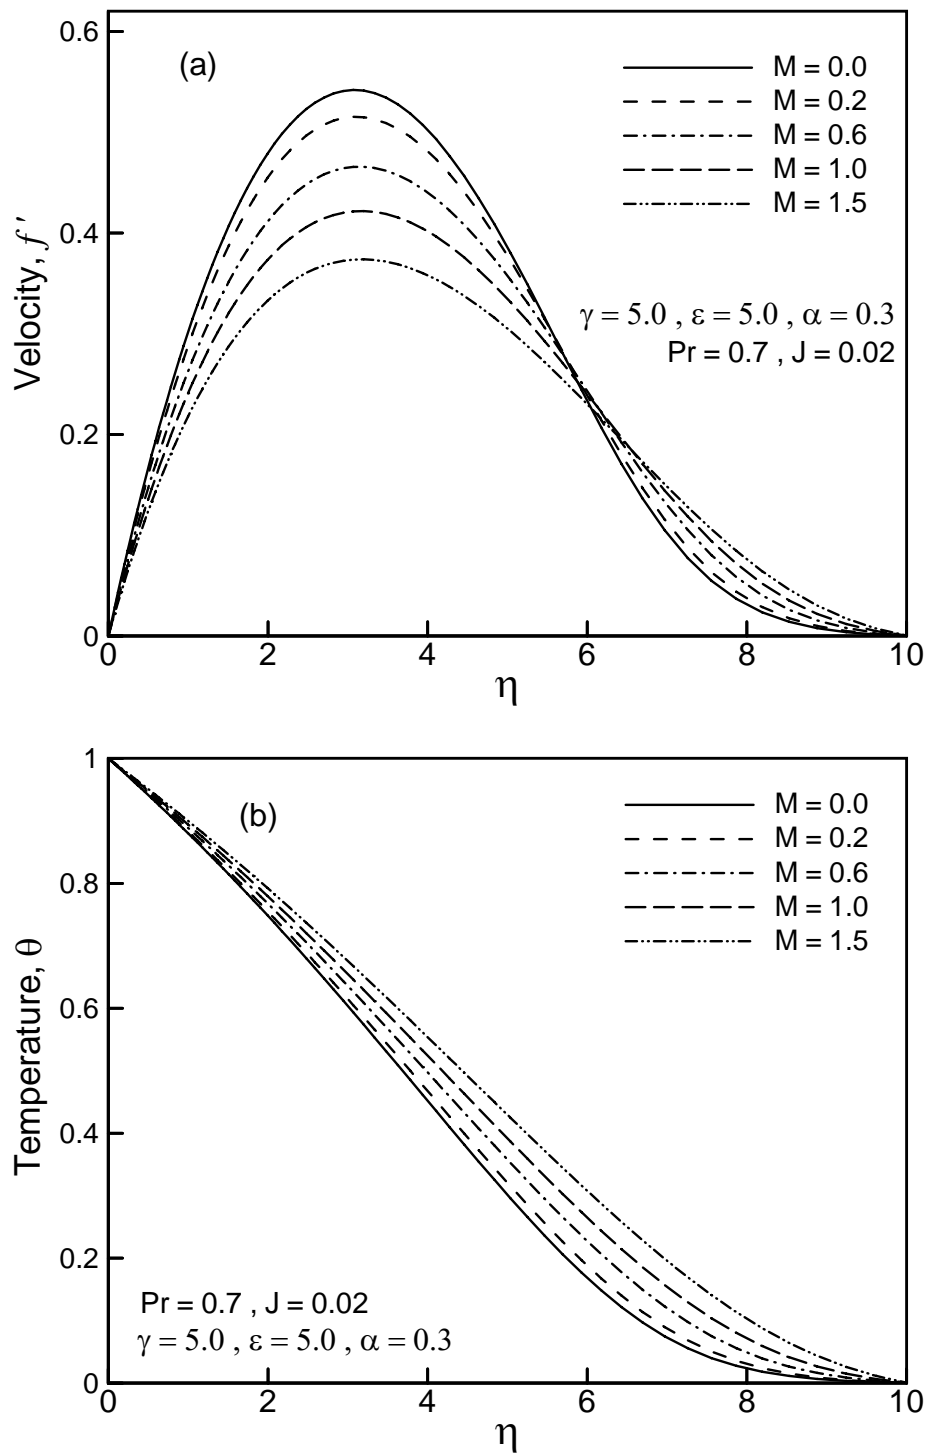 0.6
(a)
M = 0.0
M = 0.2
M = 0.6
M = 1.0
M = 1.5
0.4
Velocity, f ′
γ = 5.0 , ε = 5.0 , α = 0.3
Pr = 0.7 , J = 0.02
0.2
0
0 2 4 6 8 10
η
1
(b)
M = 0.0
M = 0.2
M = 0.6
M = 1.0
M = 1.5
0.8
Temperature, θ
0.6
0.4
0.2
Pr = 0.7 , J = 0.02
γ = 5.0 , ε = 5.0 , α = 0.3
0
0 2 4 6 8 10
η